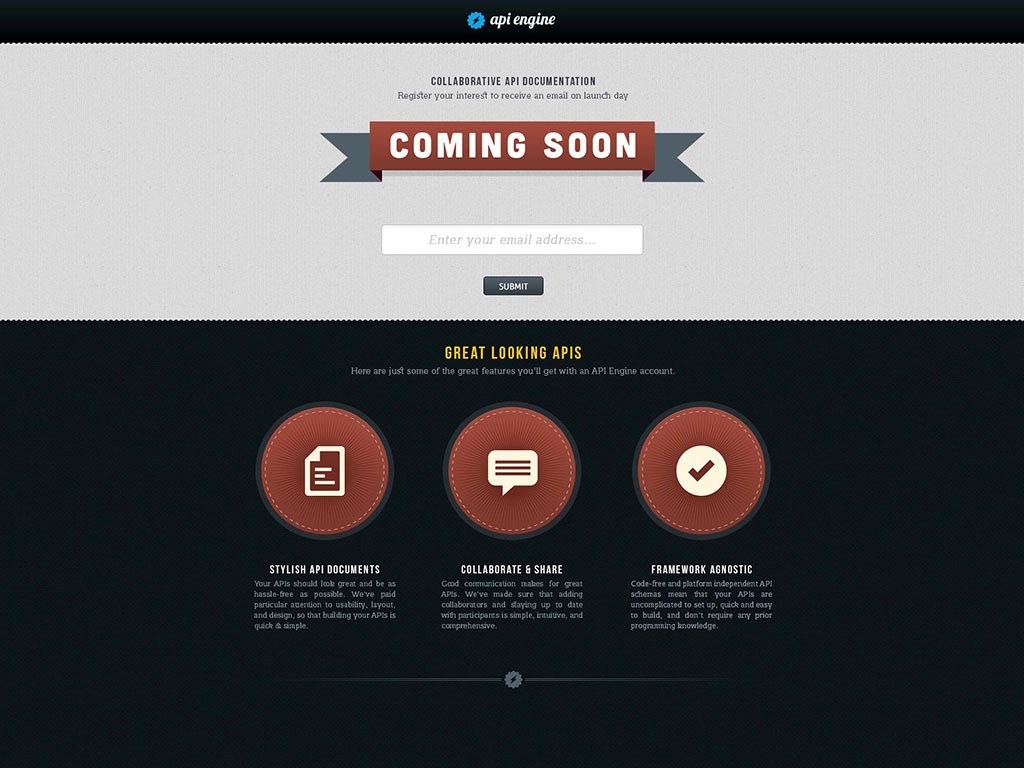 api engine
COLLABORATIVE API DOCUMENTATION
Register your interest to receive an email on launch day
COMING SOON
Enter your email address...
SUBMIT
GREAT LOOKING APIS
Here are just some of the great features you'll get with an API Engine account.
STYLISH API DOCUMENTS
Your APIs should look great and be as
hassle-free as possible. We've paid
particular attention to usability, layout,
and design, so that building your APIs is
quick & simple.
COLLABORATE & SHARE
Good communication makes for great
APIs. We've made sure that adding
collaborators and staying up to date
with participants is simple, intuitive, and
comprehensive.
FRAMEWORK AGNOSTIC
Code-free and platform independent API
schemas mean that your APIs are
uncomplicated to set up, quick and easy
to build, and don't require any prior
programming knowledge.